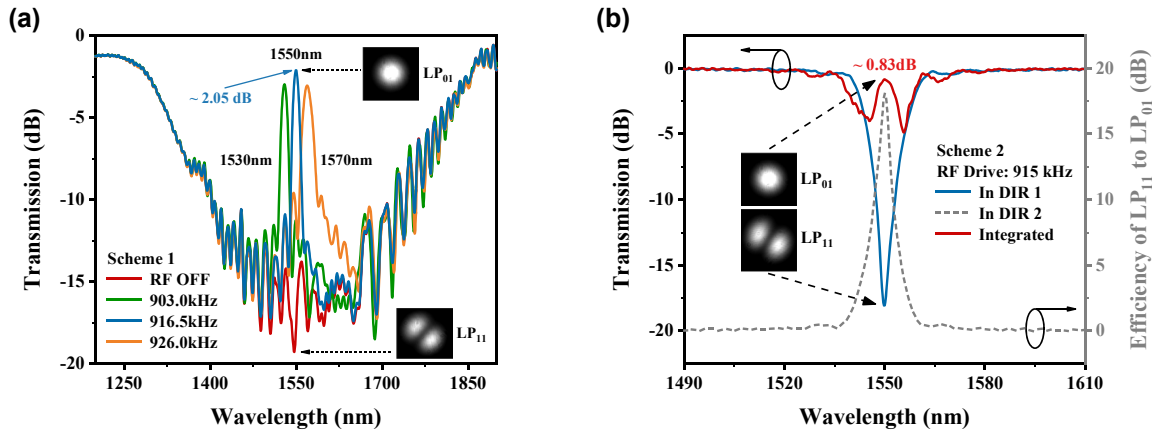 (a)
Transmission (dB)
0
-5
-10
-15
-20
1250
1400
1550
1700
1850
Wavelength (nm)
1550nm
~ 2.05 dB
LP01
1530nm
1570nm
Scheme 1
RF OFF
903.0kHz
916.5kHz
926.0kHz
LP11
(b)
Transmission (dB)
0
-5
-10
-15
-20
1490
1520
1550
1580
1610
Wavelength (nm)
~ 0.83dB
LP01
LP11
Scheme 2
RF Drive: 915 kHz
In DIR 1
In DIR 2
Integrated
20
15
10
5
0
Efficiency of LP11 to LP01 (dB)